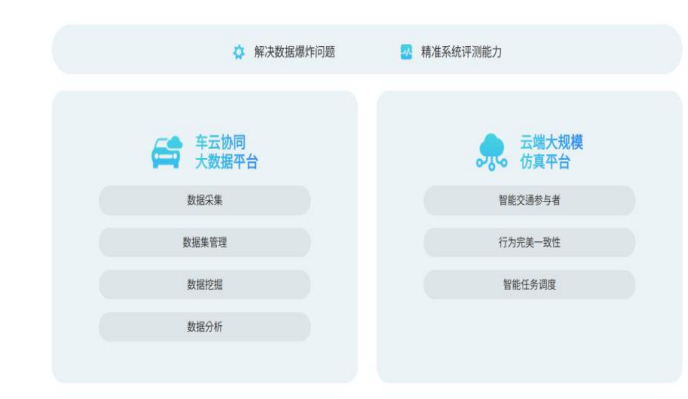 解决数据爆炸问题
精准系统评测能力
车云协同
大数据平台
数据采集
数据集管理
数据挖掘
数据分析
云端大规模
仿真平台
智能交通参与者
行为完美一致性
智能任务调度